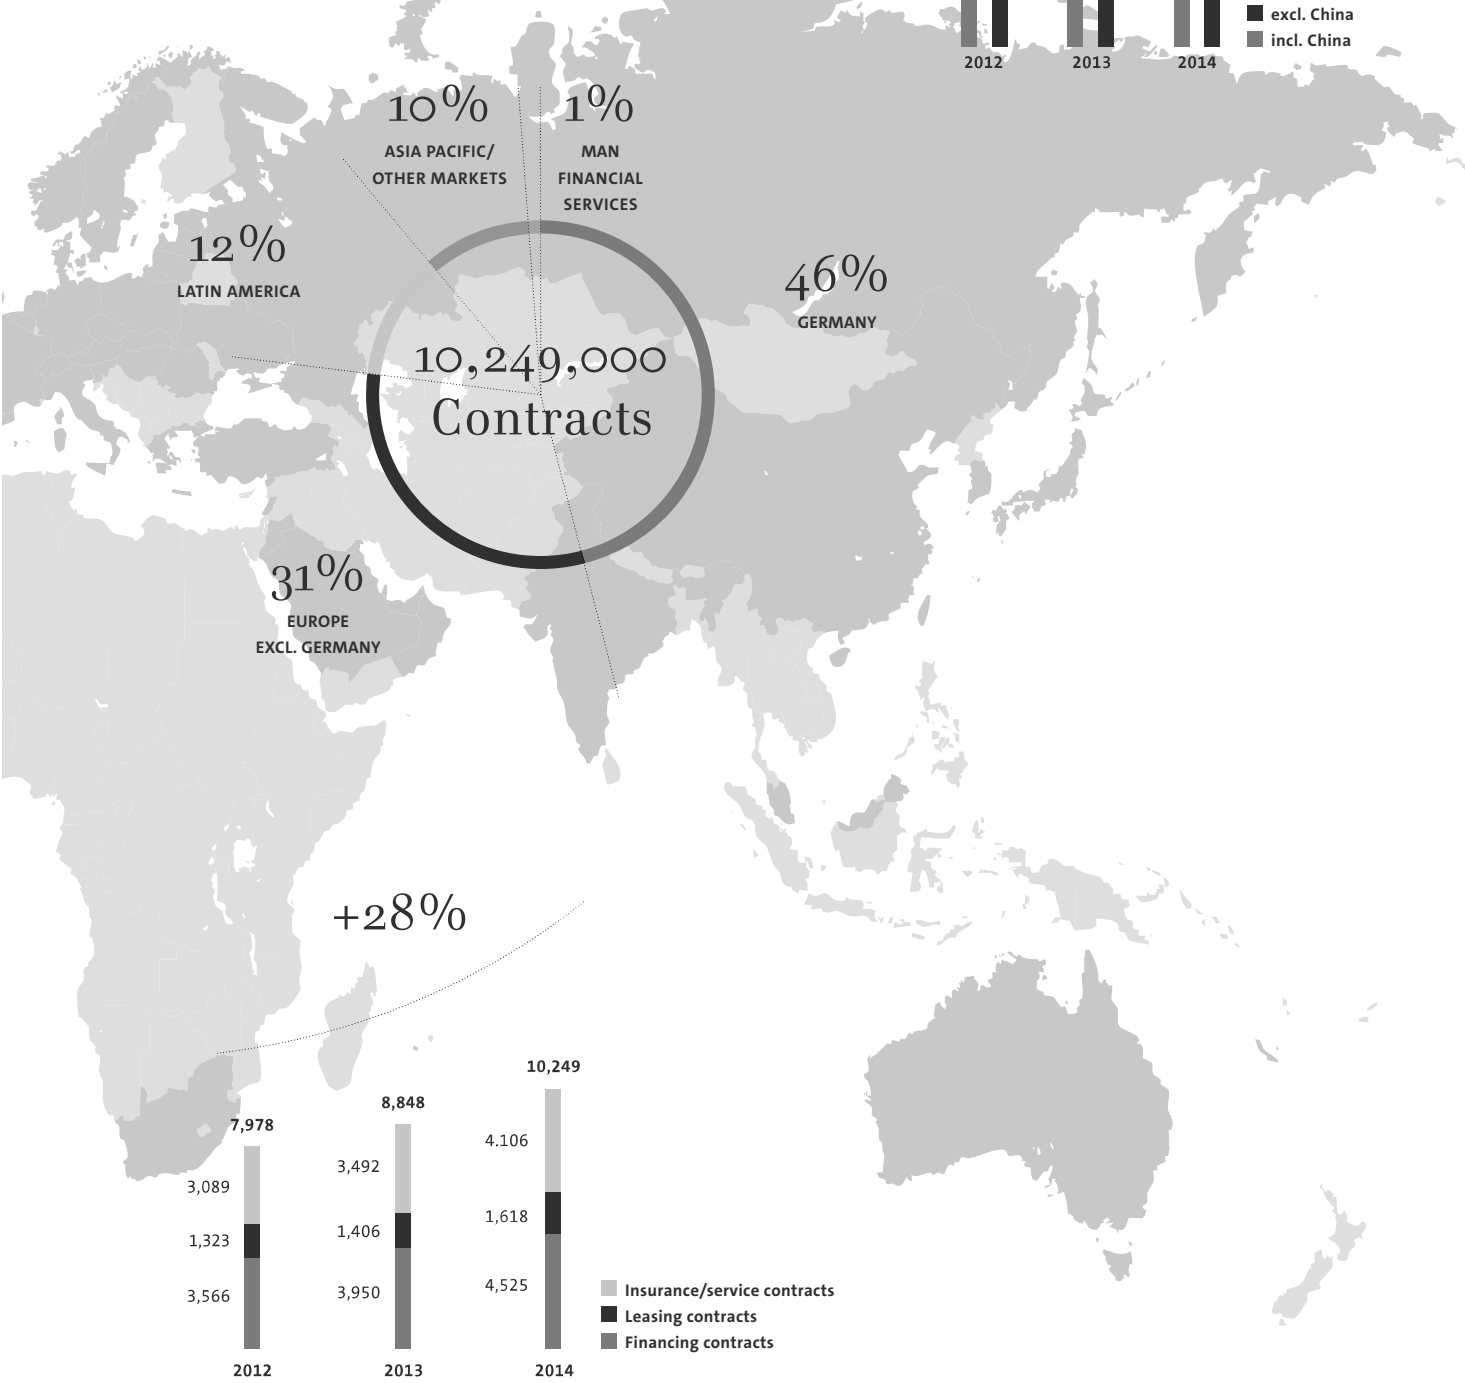 excl. China
incl. China
2012
2013
2014
10%
ASIA PACIFIC/
OTHER MARKETS
1%
MAN
FINANCIAL
SERVICES
12%
LATIN AMERICA
46%
GERMANY
10,249,000
Contracts
31%
EUROPE
EXCL. GERMANY
+28%
7,978
3,089
1,323
3,566
2012
8,848
3,492
1,406
3,950
2013
10,249
4.106
1,618
4,525
2014
Insurance/service contracts
Leasing contracts
Financing contracts